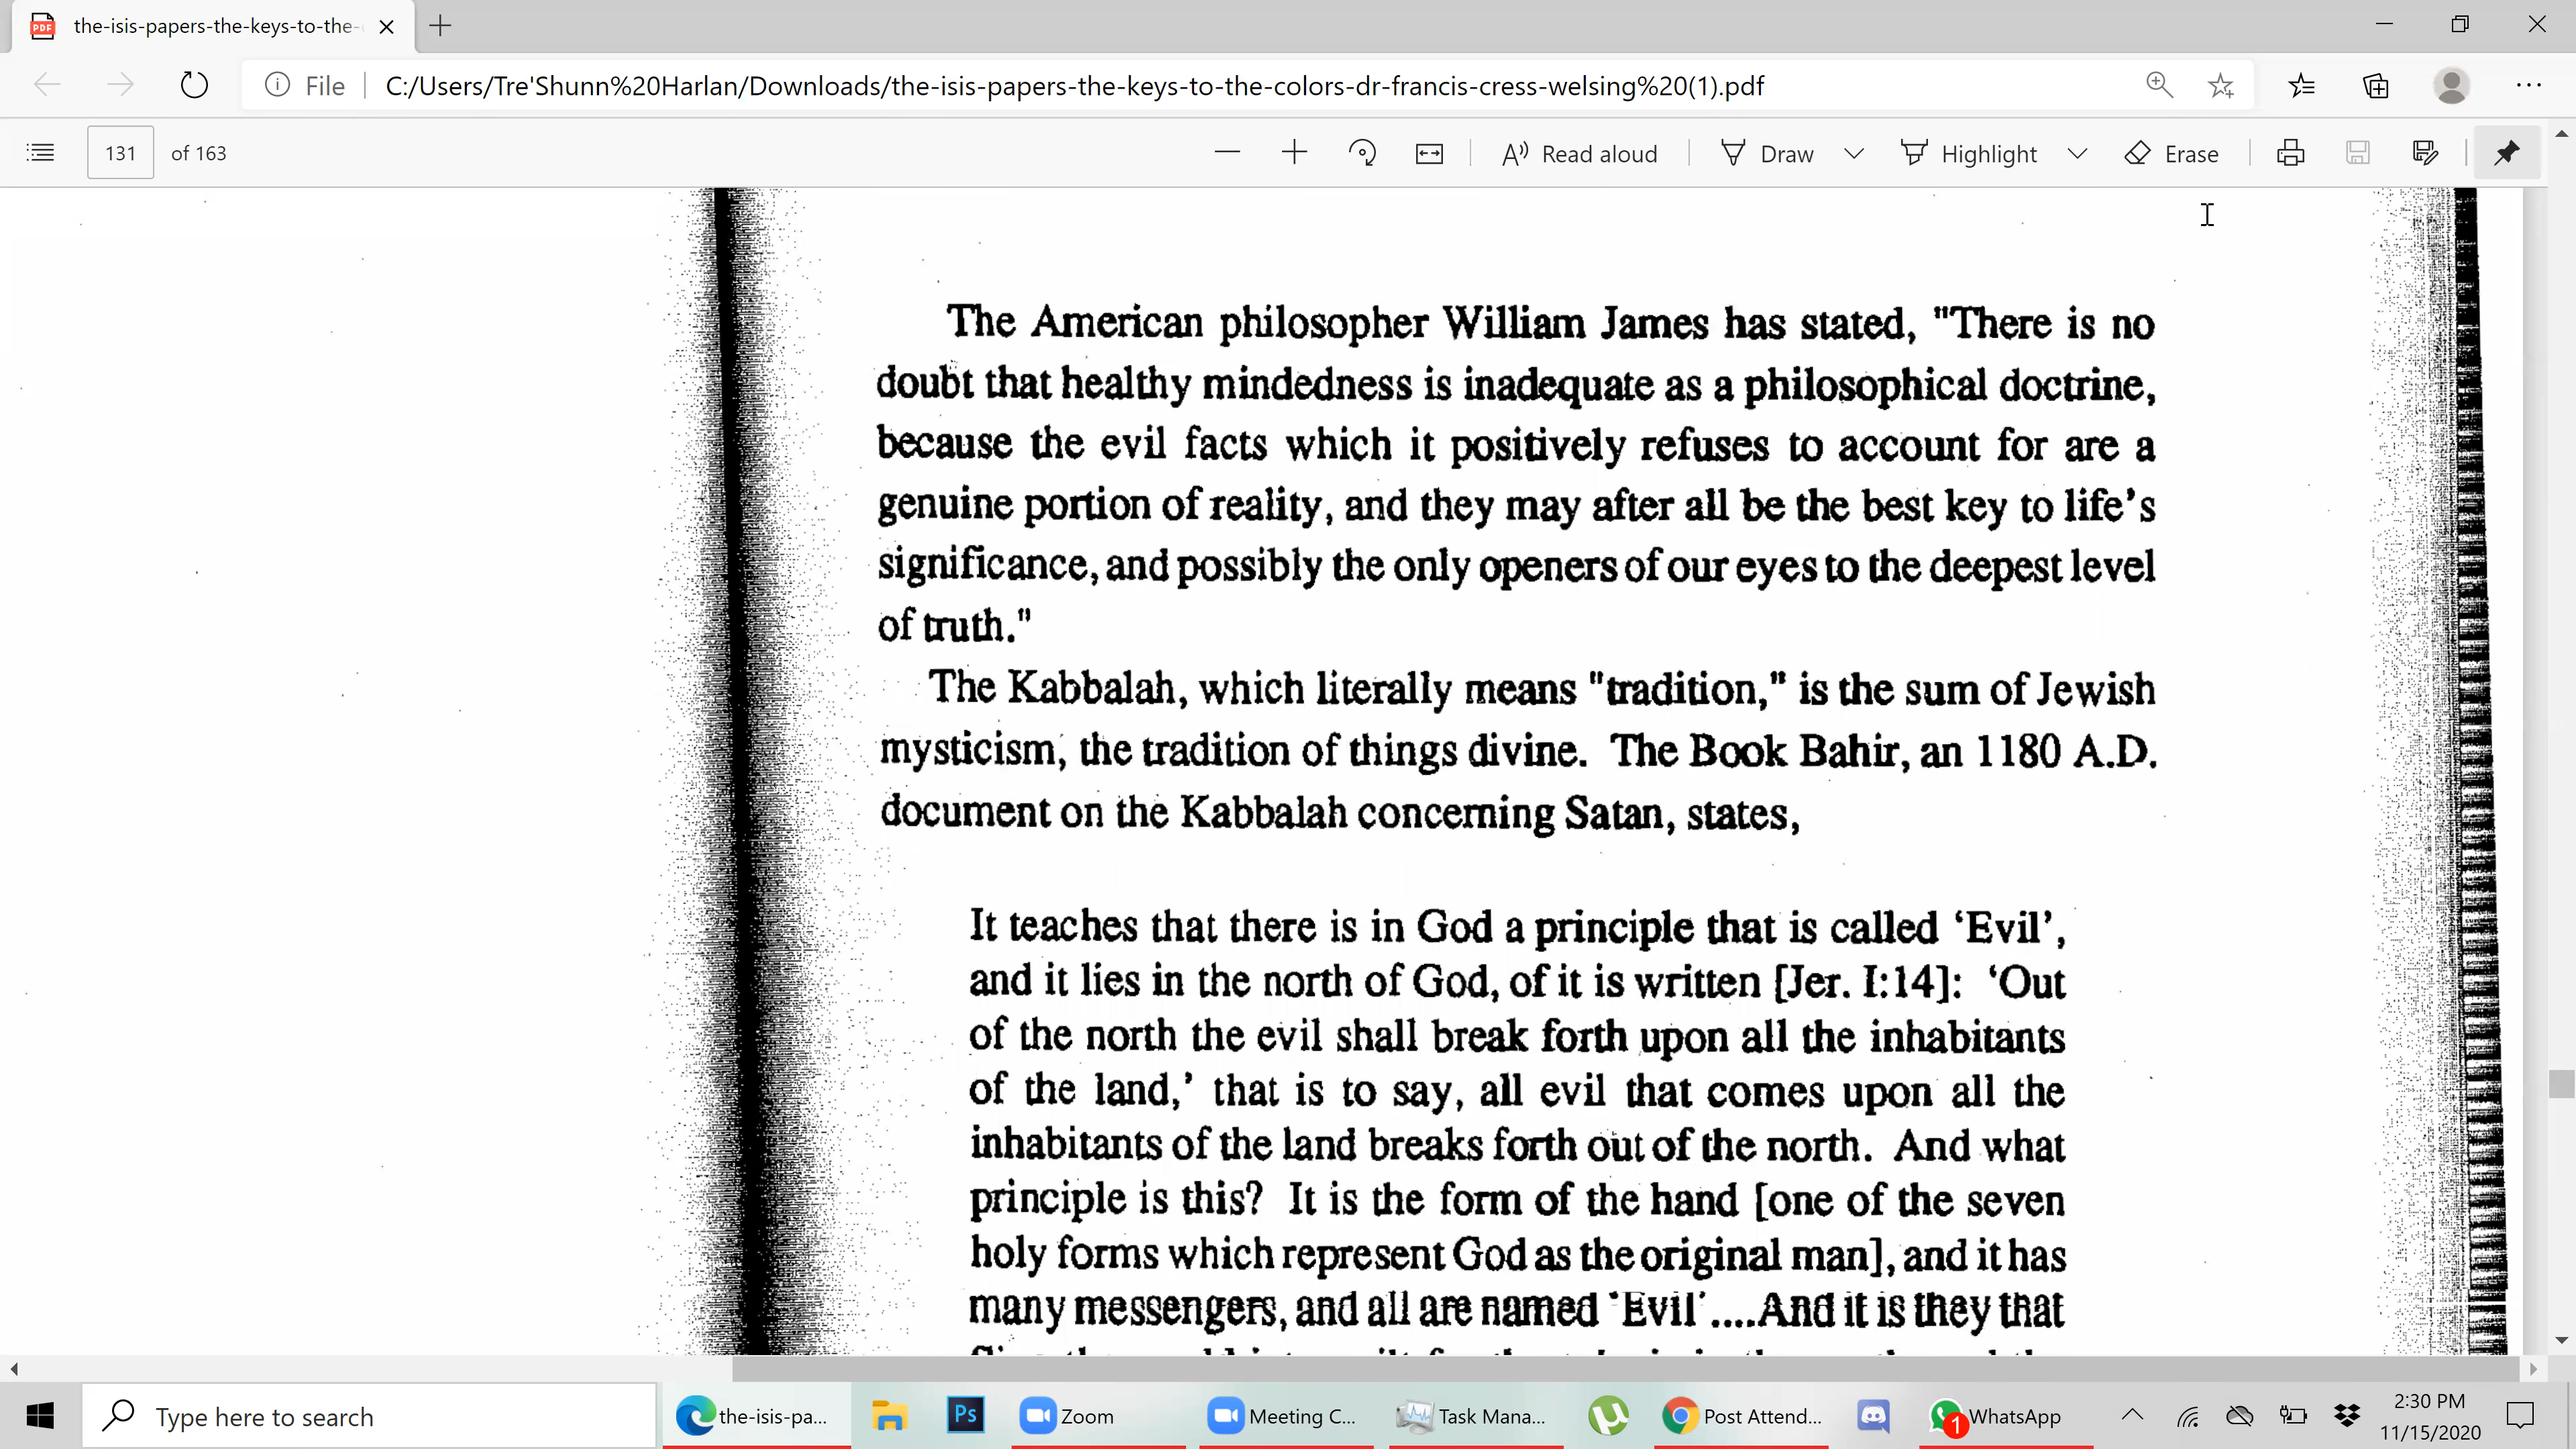 the-isis-papers-the-keys-to-the-
File
C:/Users/Tre'Shunn%20Harlan/Downloads/the-isis-papers-the-keys-to-the-colors-dr-francis-cress-welsing%20(1).pdf
131 of 163
Read aloud
Draw
Highlight
Erase
The American philosopher William James has stated, "There is no
doubt that healthy mindedness is inadequate as a philosophical doctrine,
because the evil facts which it positively refuses to account for are a
genuine portion of reality, and they may after all be the best key to life's
significance, and possibly the only openers of our eyes to the deepest level
of truth."
The Kabbalah, which literally means "tradition," is the sum of Jewish
mysticism, the tradition of things divine. The Book Bahir, an 1180 A.D.
document on the Kabbalah concerning Satan, states,
It teaches that there is in God a principle that is called 'Evil',
and it lies in the north of God, of it is written [Jer. I:14]: 'Out
of the north the evil shall break forth upon all the inhabitants
of the land,' that is to say, all evil that comes upon all the
inhabitants of the land breaks forth out of the north. And what
principle is this? It is the form of the hand [one of the seven
holy forms which represent God as the original man], and it has
many messengers, and all are named 'Evil'....And it is they that
Type here to search
the-isis-pa...
Ps
Zoom
Meeting C...
Task Mana...
Post Attend...
1
WhatsApp
2:30 PM
11/15/2020